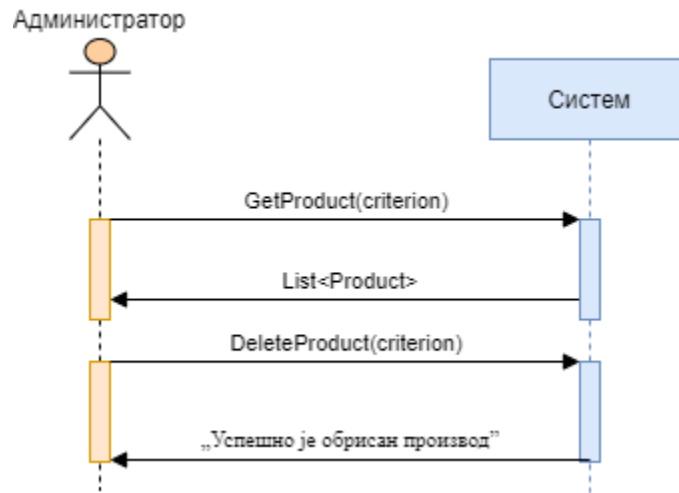 Администратор
Систем
GetProduct(criterion)
List<Product>
DeleteProduct(criterion)
„Успешно је обрисан производ”